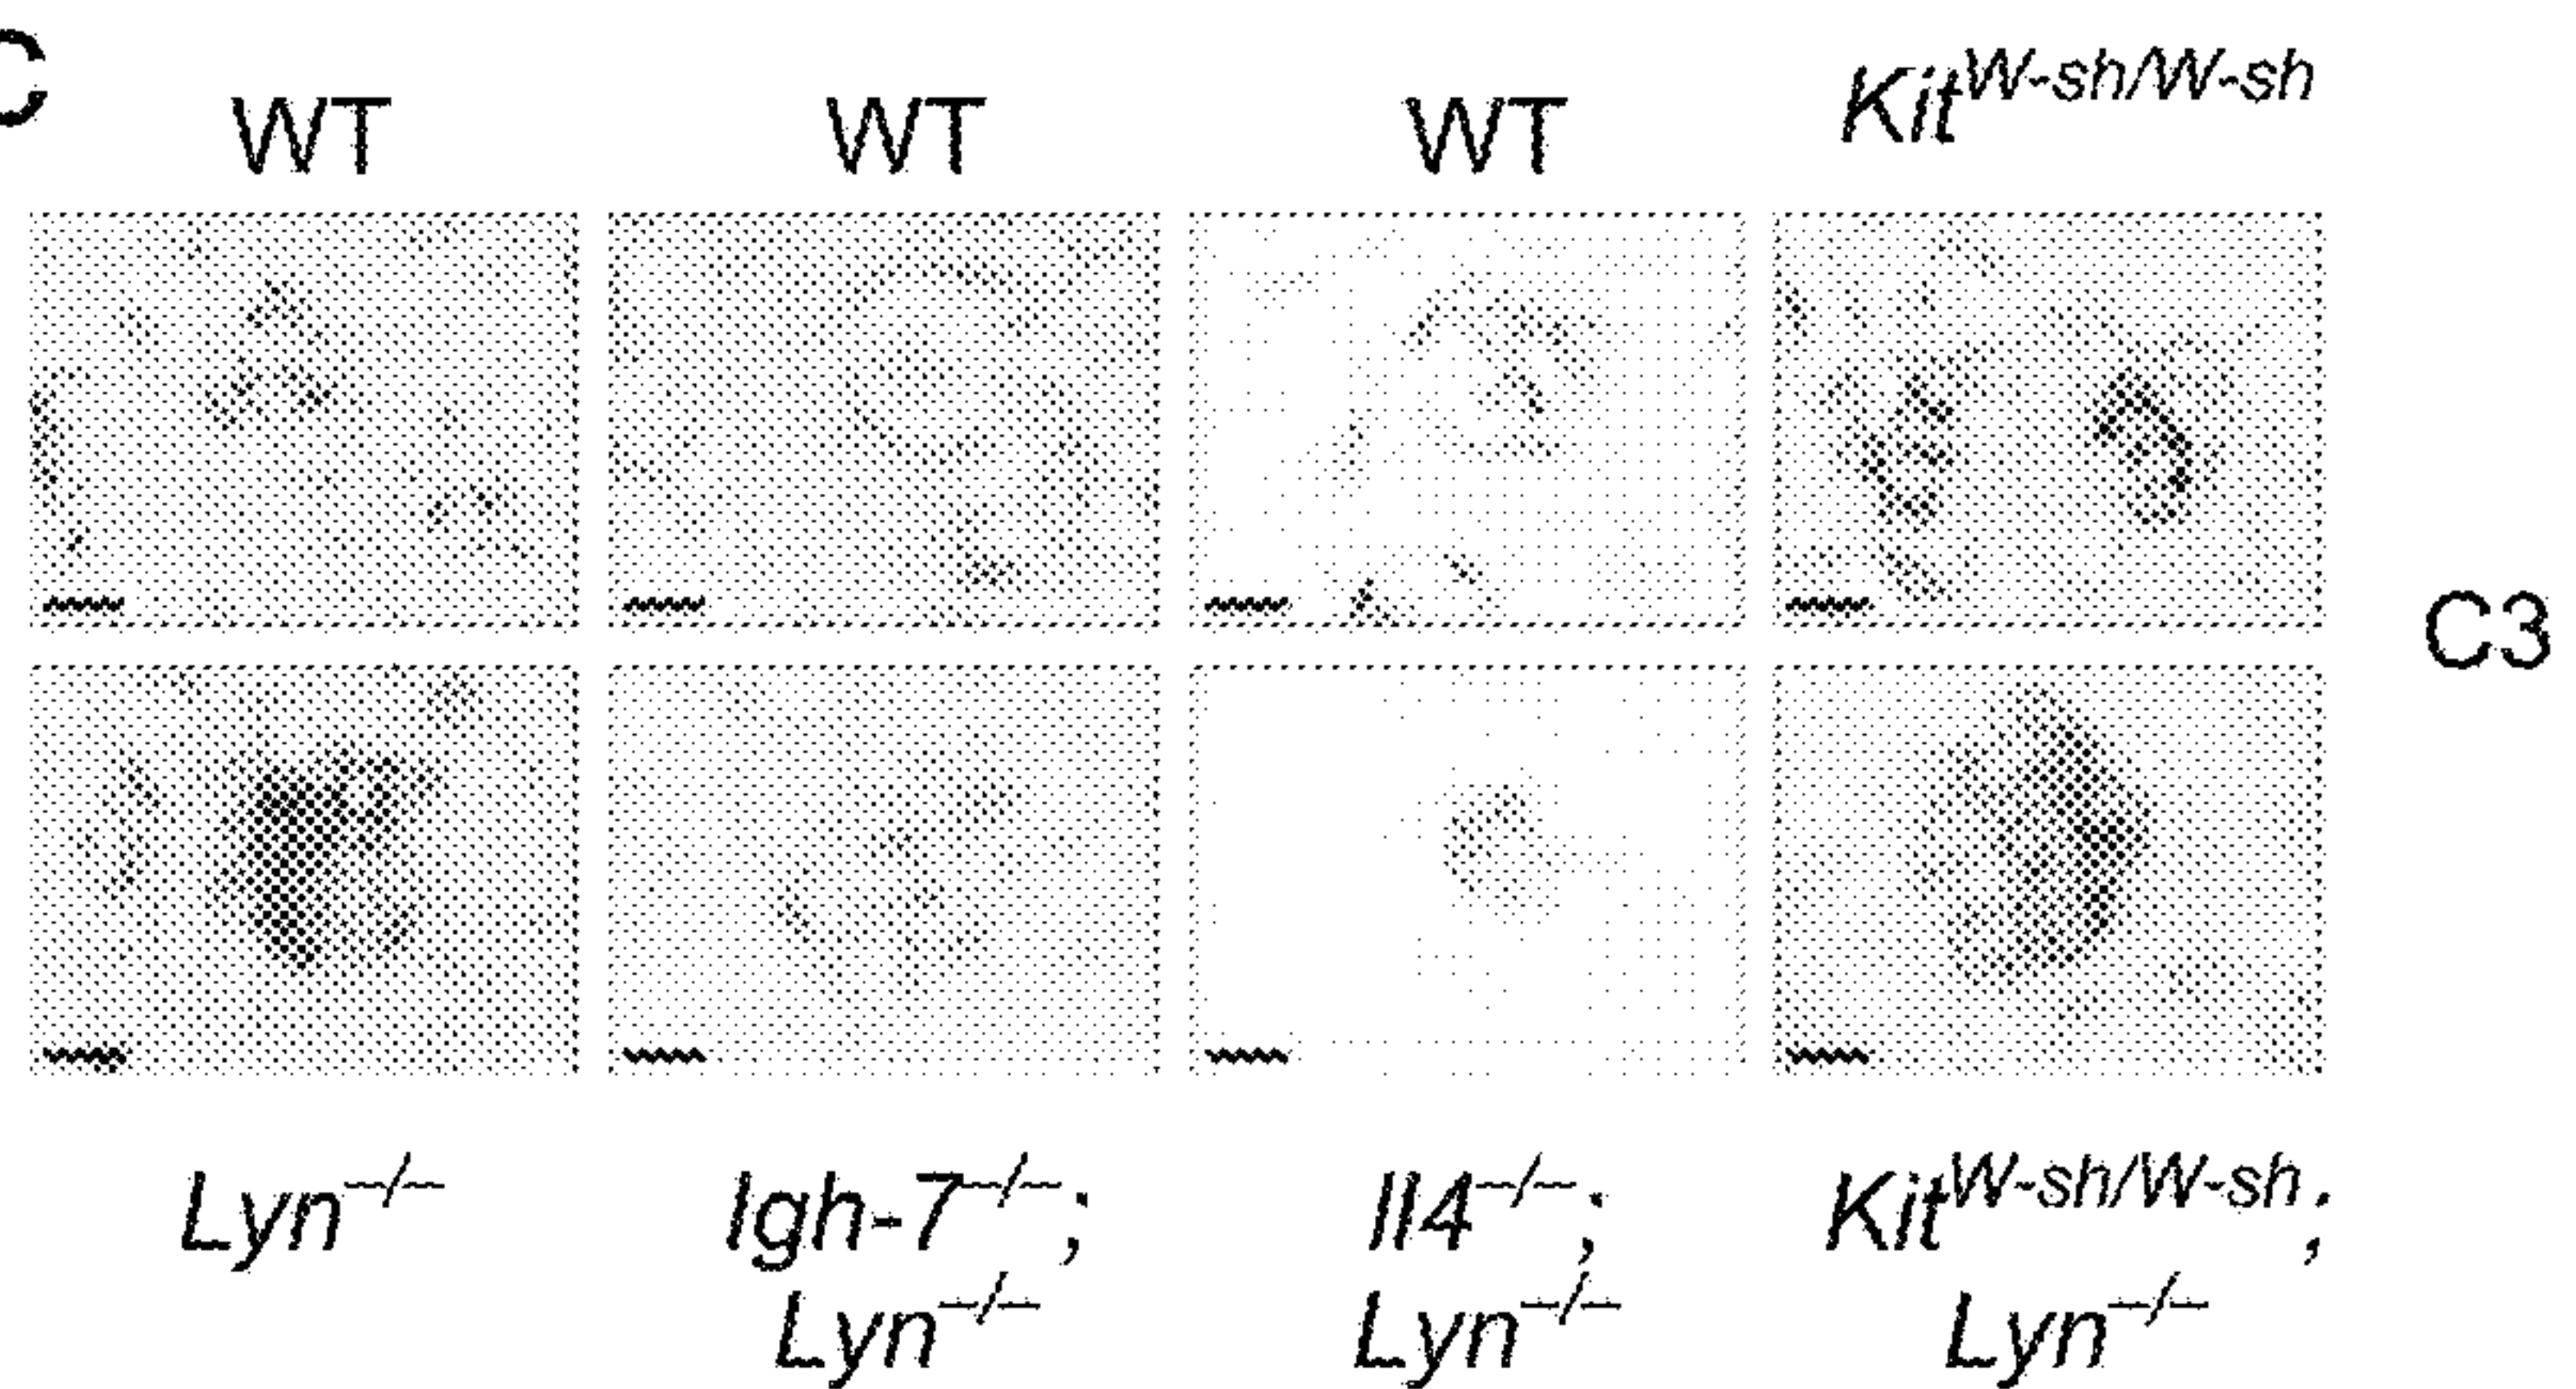 C
WT WT WT Kit^W-sh/W-sh
C3
Lyn–/– Igh-7–/–; Il4–/–; Kit^W-sh/W-sh;
Lyn–/– Lyn–/– Lyn–/–